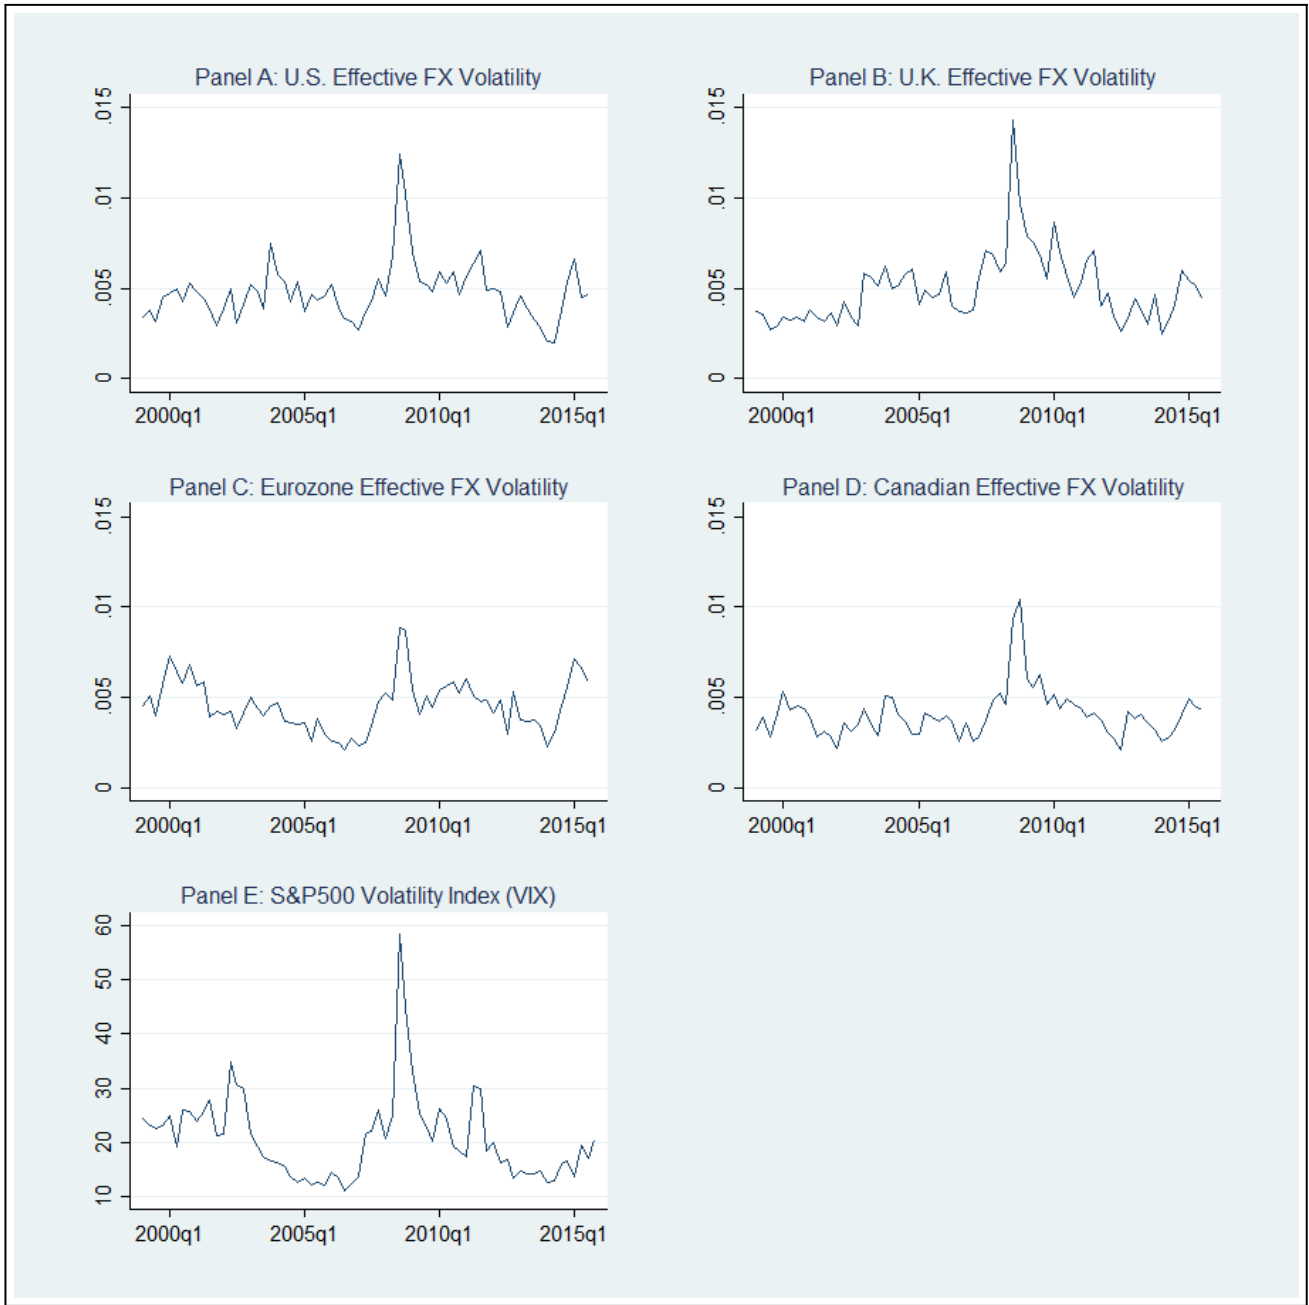 Panel A: U.S. Effective FX Volatility
.015
.01
.005
0
2000q1 2005q1 2010q1 2015q1
Panel B: U.K. Effective FX Volatility
.015
.01
.005
0
2000q1 2005q1 2010q1 2015q1
Panel C: Eurozone Effective FX Volatility
.015
.01
.005
0
2000q1 2005q1 2010q1 2015q1
Panel D: Canadian Effective FX Volatility
.015
.01
.005
0
2000q1 2005q1 2010q1 2015q1
Panel E: S&P500 Volatility Index (VIX)
60
50
40
30
20
10
2000q1 2005q1 2010q1 2015q1